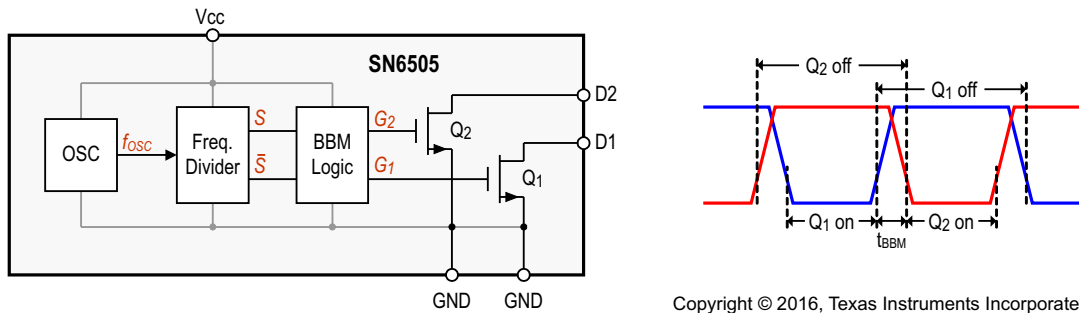 Vcc
SN6505
OSC
fOSC
Freq.
Divider
S
S̅
BBM
Logic
G2
G1
Q2
Q1
D2
D1
GND
GND
Q2 off
Q1 off
Q1 on
tBBM
Q2 on
Copyright © 2016, Texas Instruments Incorporate